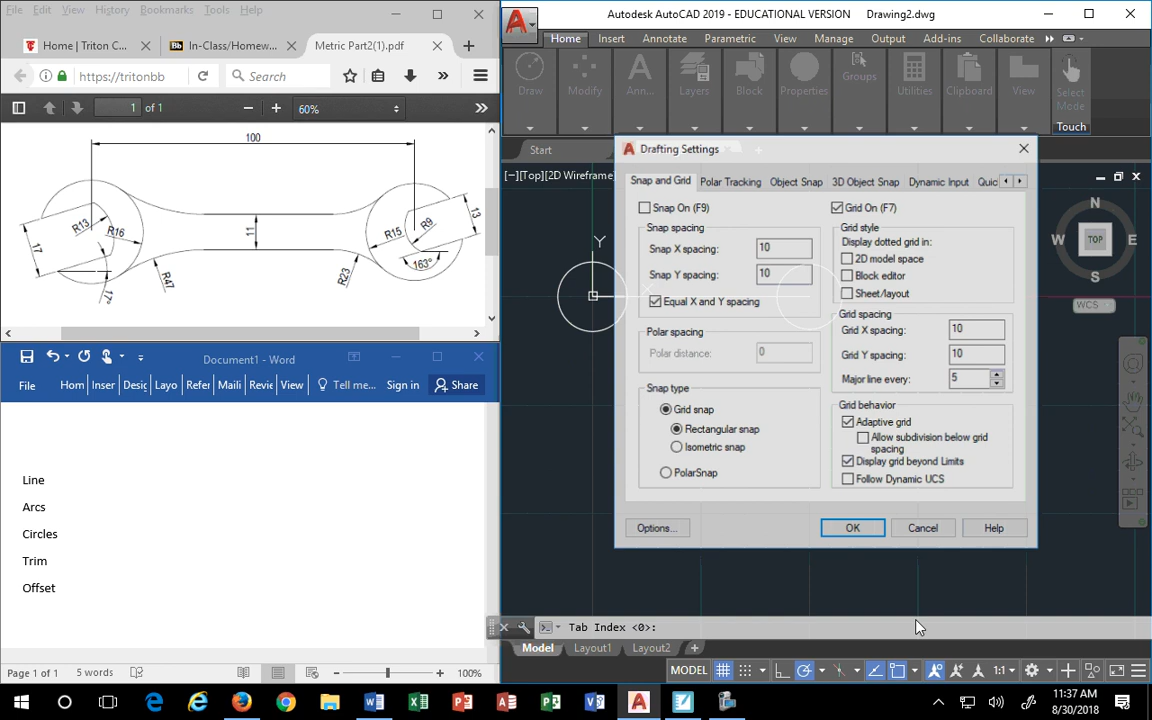 File Edit View History Bookmarks Tools Help
Home | Triton C...
In-Class/Homew...
Metric Part2(1).pdf
https://tritonbb
Search
1 of 1
60%
100
R13
R16
17
17°
R47
11
R23
R15
R9
13
163°
Document1 - Word
File Hom Inser Desig Layo Refer Maili Revie View Tell me... Sign in Share
Line
Arcs
Circles
Trim
Offset
Page 1 of 1 5 words 100%
Autodesk AutoCAD 2019 - EDUCATIONAL VERSION Drawing2.dwg
Home Insert Annotate Parametric View Manage Output Add-ins Collaborate
Draw Modify Ann... Layers Block Properties Groups Utilities Clipboard View Select Mode
Touch
Start
[−][Top][2D Wireframe]
Y
X
N
W TOP E
S
WCS
Drafting Settings
Snap and Grid Polar Tracking Object Snap 3D Object Snap Dynamic Input Quic
Snap On (F9)
Snap spacing
Snap X spacing: 10
Snap Y spacing: 10
Equal X and Y spacing
Polar spacing
Polar distance: 0
Snap type
Grid snap
Rectangular snap
Isometric snap
PolarSnap
Grid On (F7)
Grid style
Display dotted grid in:
2D model space
Block editor
Sheet/layout
Grid spacing
Grid X spacing: 10
Grid Y spacing: 10
Major line every: 5
Grid behavior
Adaptive grid
Allow subdivision below grid
spacing
Display grid beyond Limits
Follow Dynamic UCS
Options... OK Cancel Help
Tab Index <0>:
Model Layout1 Layout2
MODEL 1:1
11:37 AM
8/30/2018